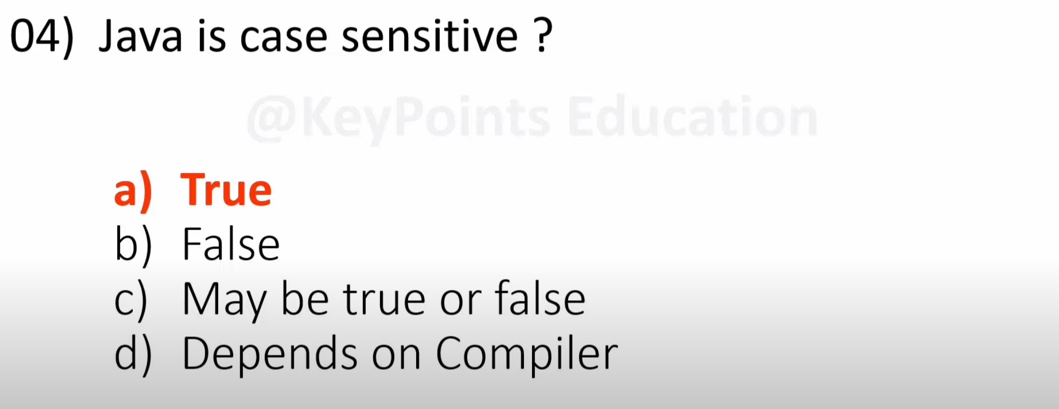 04) Java is case sensitive ?
@KeyPoints Education
a) True
b) False
c) May be true or false
d) Depends on Compiler